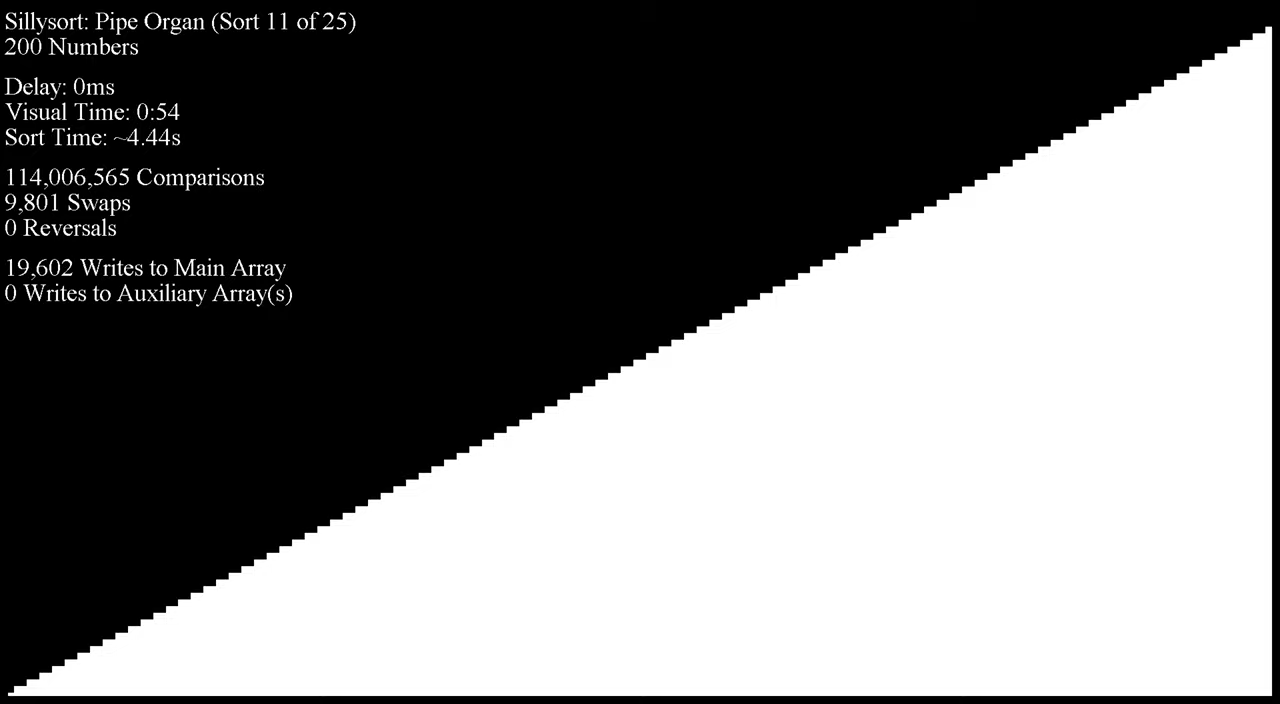 Sillysort: Pipe Organ (Sort 11 of 25)
200 Numbers
Delay: 0ms
Visual Time: 0:54
Sort Time: ~4.44s
114,006,565 Comparisons
9,801 Swaps
0 Reversals
19,602 Writes to Main Array
0 Writes to Auxiliary Array(s)